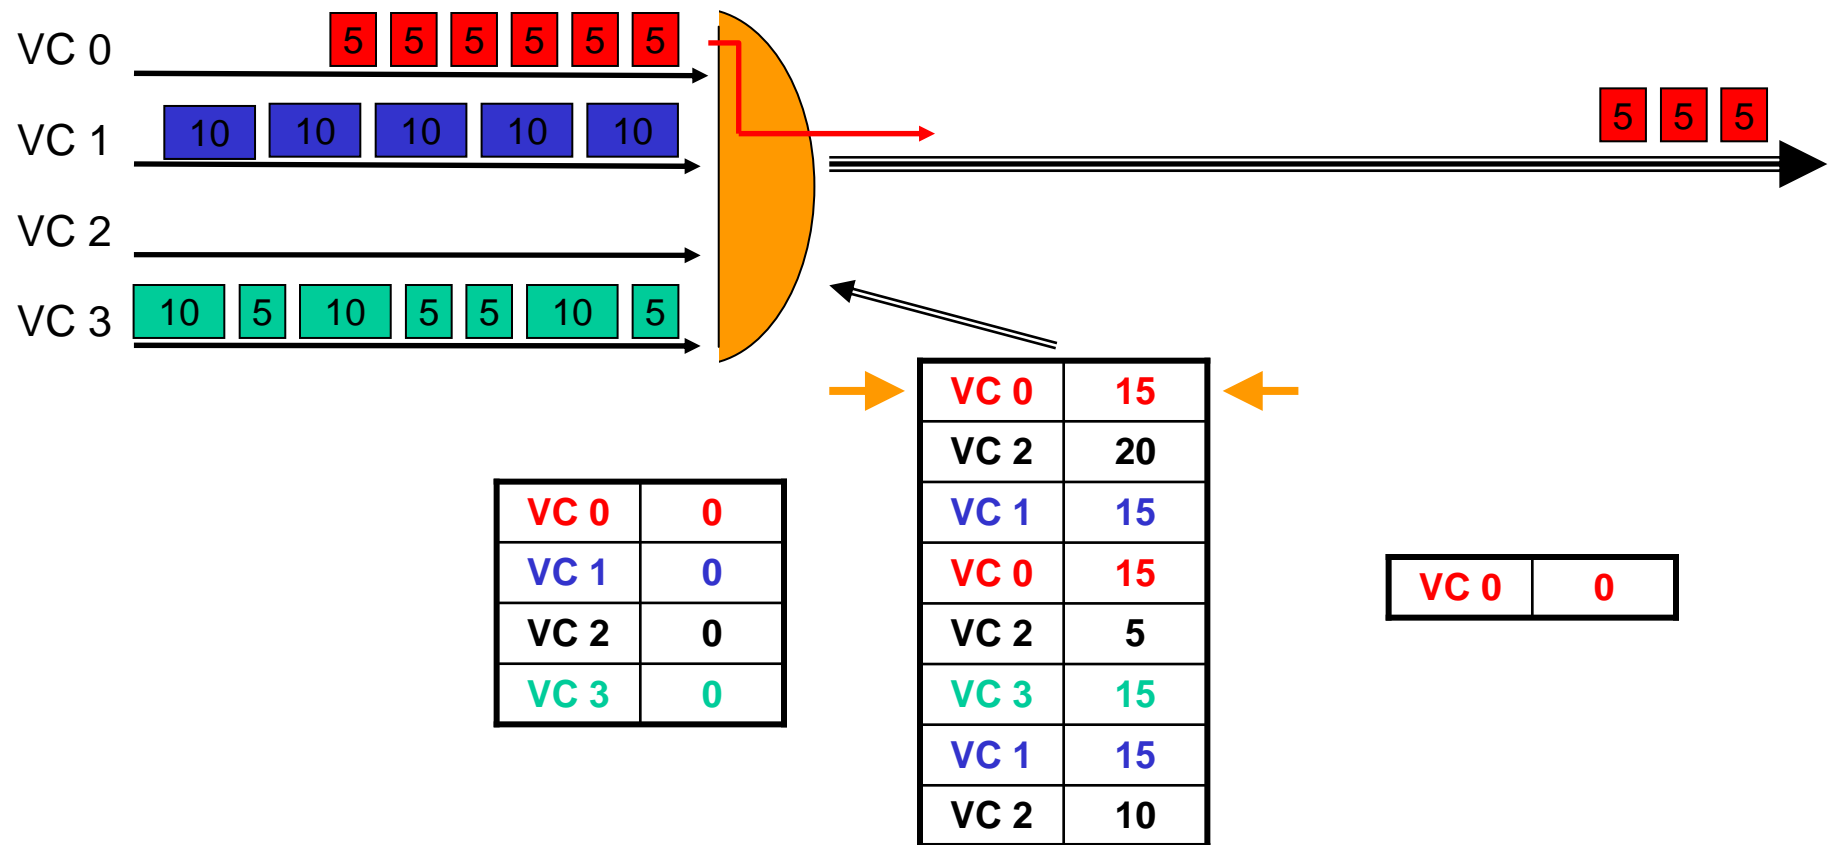 VC 0 5 5 5 5 5 5
5 5 5
VC 1 10 10 10 10 10
VC 2
VC 3 10 5 10 5 5 10 5
VC 0 15
VC 2 20
VC 1 15
VC 0 15
VC 2 5
VC 3 15
VC 1 15
VC 2 10
VC 0 0
VC 1 0
VC 2 0
VC 3 0
VC 0 0